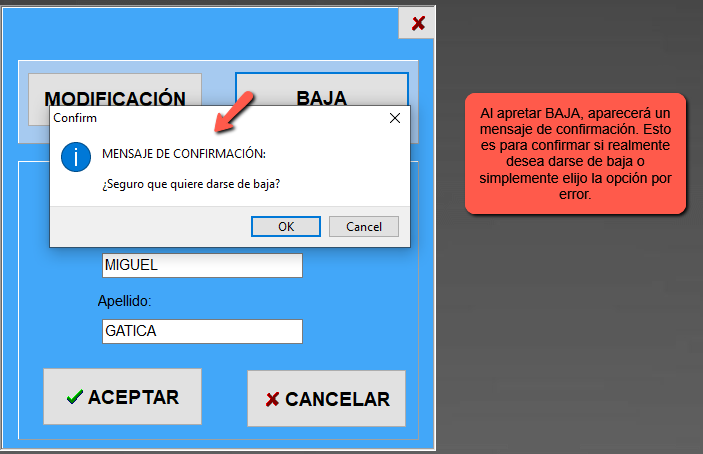 MODIFICACIÓN
BAJA
Confirm
MENSAJE DE CONFIRMACIÓN:
¿Seguro que quiere darse de baja?
OK
Cancel
MIGUEL
Apellido:
GATICA
ACEPTAR
CANCELAR
Al apretar BAJA, aparecerá un
mensaje de confirmación. Esto
es para confirmar si realmente
desea darse de baja o
simplemente elijo la opción por
error.